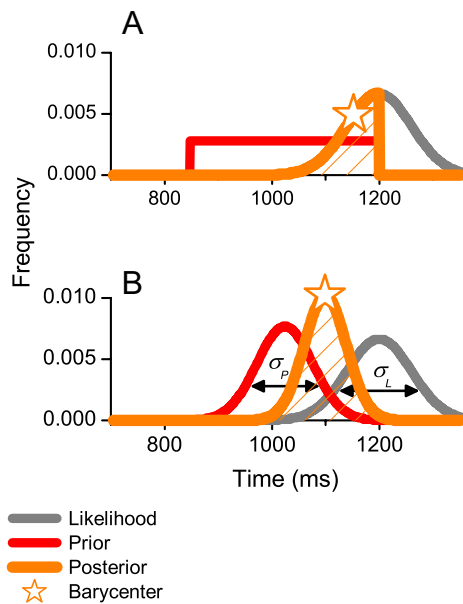 A
0.010
0.005
0.000
800 1000 1200
Frequency
B
0.010
0.005
0.000
σP
σL
800 1000 1200
Time (ms)
Likelihood
Prior
Posterior
Barycenter